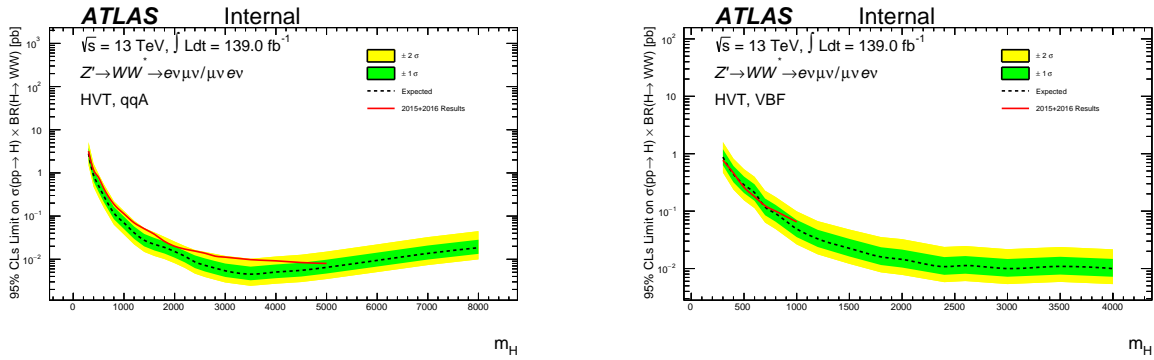 ATLAS Internal
√s = 13 TeV, ∫ Ldt = 139.0 fb⁻¹
Z'→WW*→eνμν/μνeν
HVT, qqA
± 2 σ
± 1 σ
Expected
2015+2016 Results
95% CLs Limit on σ(pp→ H) × BR(H→ WW) [pb]
10³
10²
10
1
10⁻¹
10⁻²
0 1000 2000 3000 4000 5000 6000 7000 8000
m_H
ATLAS Internal
√s = 13 TeV, ∫ Ldt = 139.0 fb⁻¹
Z'→WW*→eνμν/μνeν
HVT, VBF
± 2 σ
± 1 σ
Expected
2015+2016 Results
95% CLs Limit on σ(pp→ H) × BR(H→ WW) [pb]
10²
10
1
10⁻¹
10⁻²
0 500 1000 1500 2000 2500 3000 3500 4000
m_H